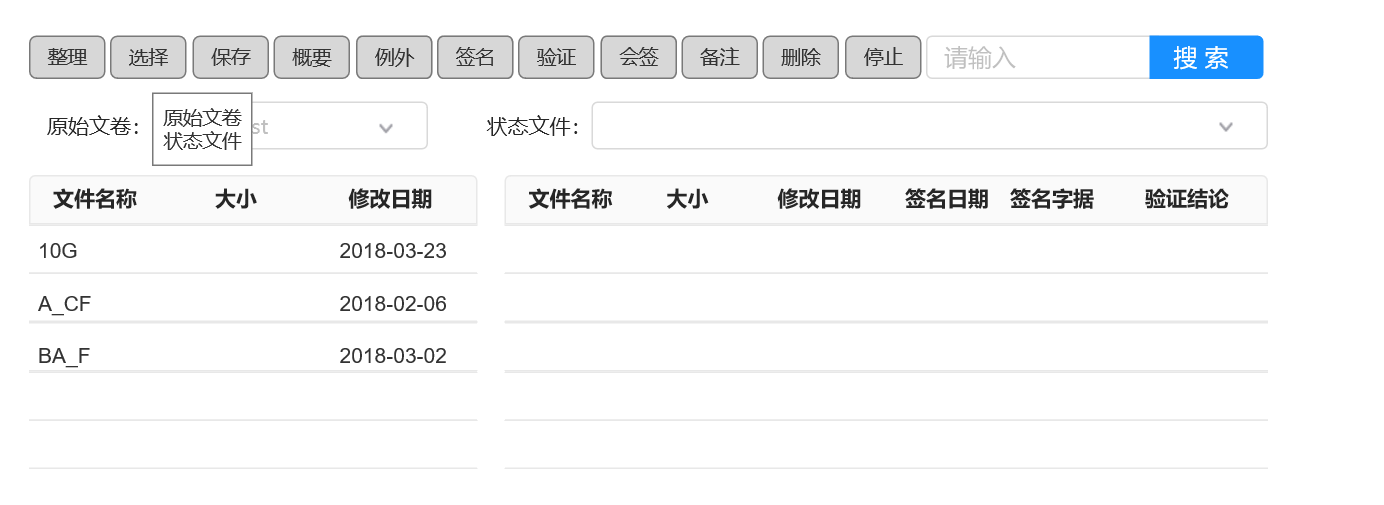 整理 选择 保存 概要 例外 签名 验证 会签 备注 删除 停止 请输入 搜 索
原始文卷： 原始文卷 st 状态文件：
状态文件
文件名称 大小 修改日期 文件名称 大小 修改日期 签名日期 签名字据 验证结论
10G 2018-03-23
A_CF 2018-02-06
BA_F 2018-03-02